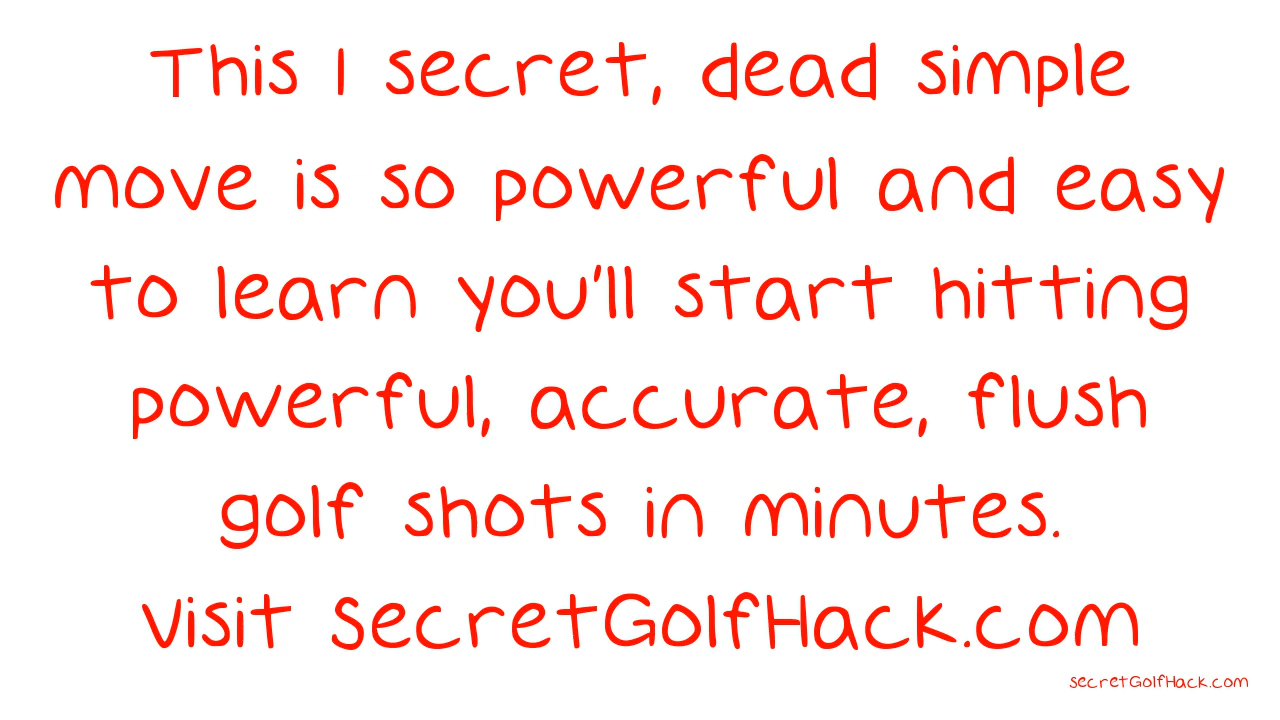 This 1 secret, dead simple
move is so powerful and easy
to learn you'll start hitting
powerful, accurate, flush
golf shots in minutes.
Visit SecretGolfHack.com
secretGolfHack.com